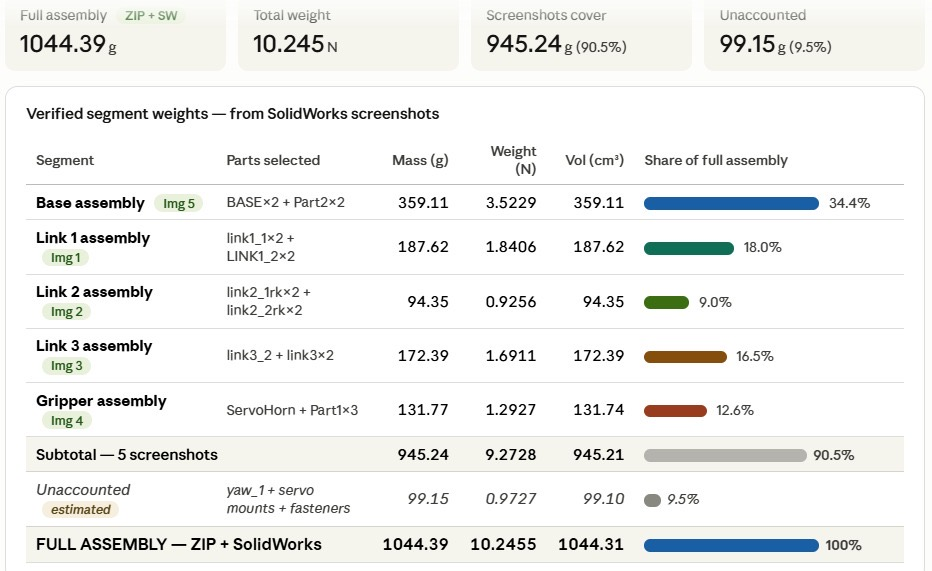 Full assembly ZIP + SW
1044.39 g
Total weight
10.245 N
Screenshots cover
945.24 g (90.5%)
Unaccounted
99.15 g (9.5%)
Verified segment weights — from SolidWorks screenshots
Segment Parts selected Mass (g) Weight (N) Vol (cm³) Share of full assembly
Base assembly Img 5 BASE×2 + Part2×2 359.11 3.5229 359.11 34.4%
Link 1 assembly
Img 1
link1_1×2 +
LINK1_2×2
187.62 1.8406 187.62 18.0%
Link 2 assembly
Img 2
link2_1rk×2 +
link2_2rk×2
94.35 0.9256 94.35 9.0%
Link 3 assembly
Img 3
link3_2 + link3×2 172.39 1.6911 172.39 16.5%
Gripper assembly
Img 4
ServoHorn + Part1×3 131.77 1.2927 131.74 12.6%
Subtotal — 5 screenshots 945.24 9.2728 945.21 90.5%
Unaccounted
estimated
yaw_1 + servo
mounts + fasteners
99.15 0.9727 99.10 9.5%
FULL ASSEMBLY — ZIP + SolidWorks 1044.39 10.2455 1044.31 100%